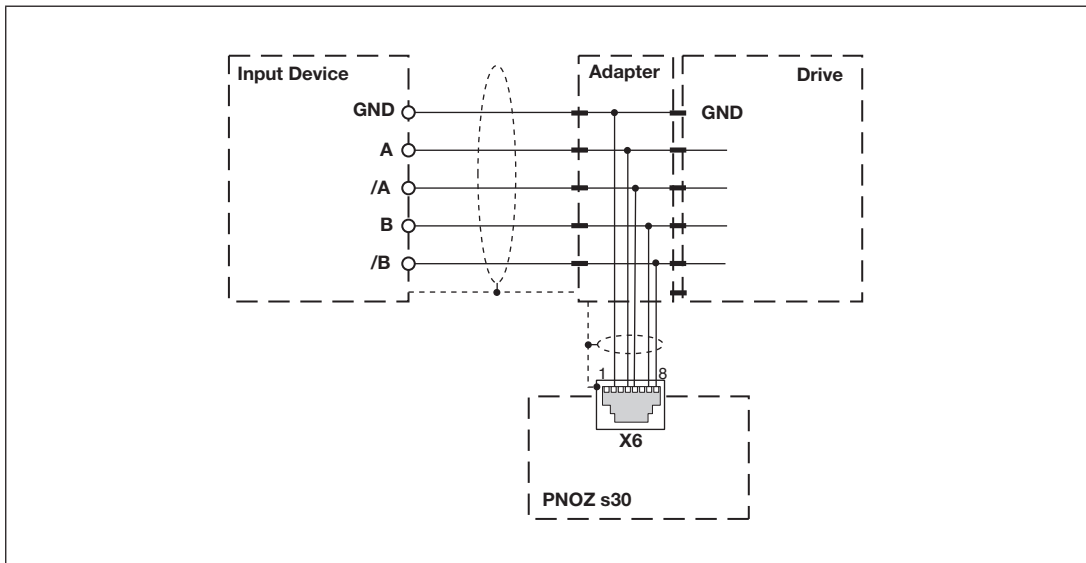 Input Device
Adapter
Drive
GND
GND
A
/A
B
/B
1
8
X6
PNOZ s30